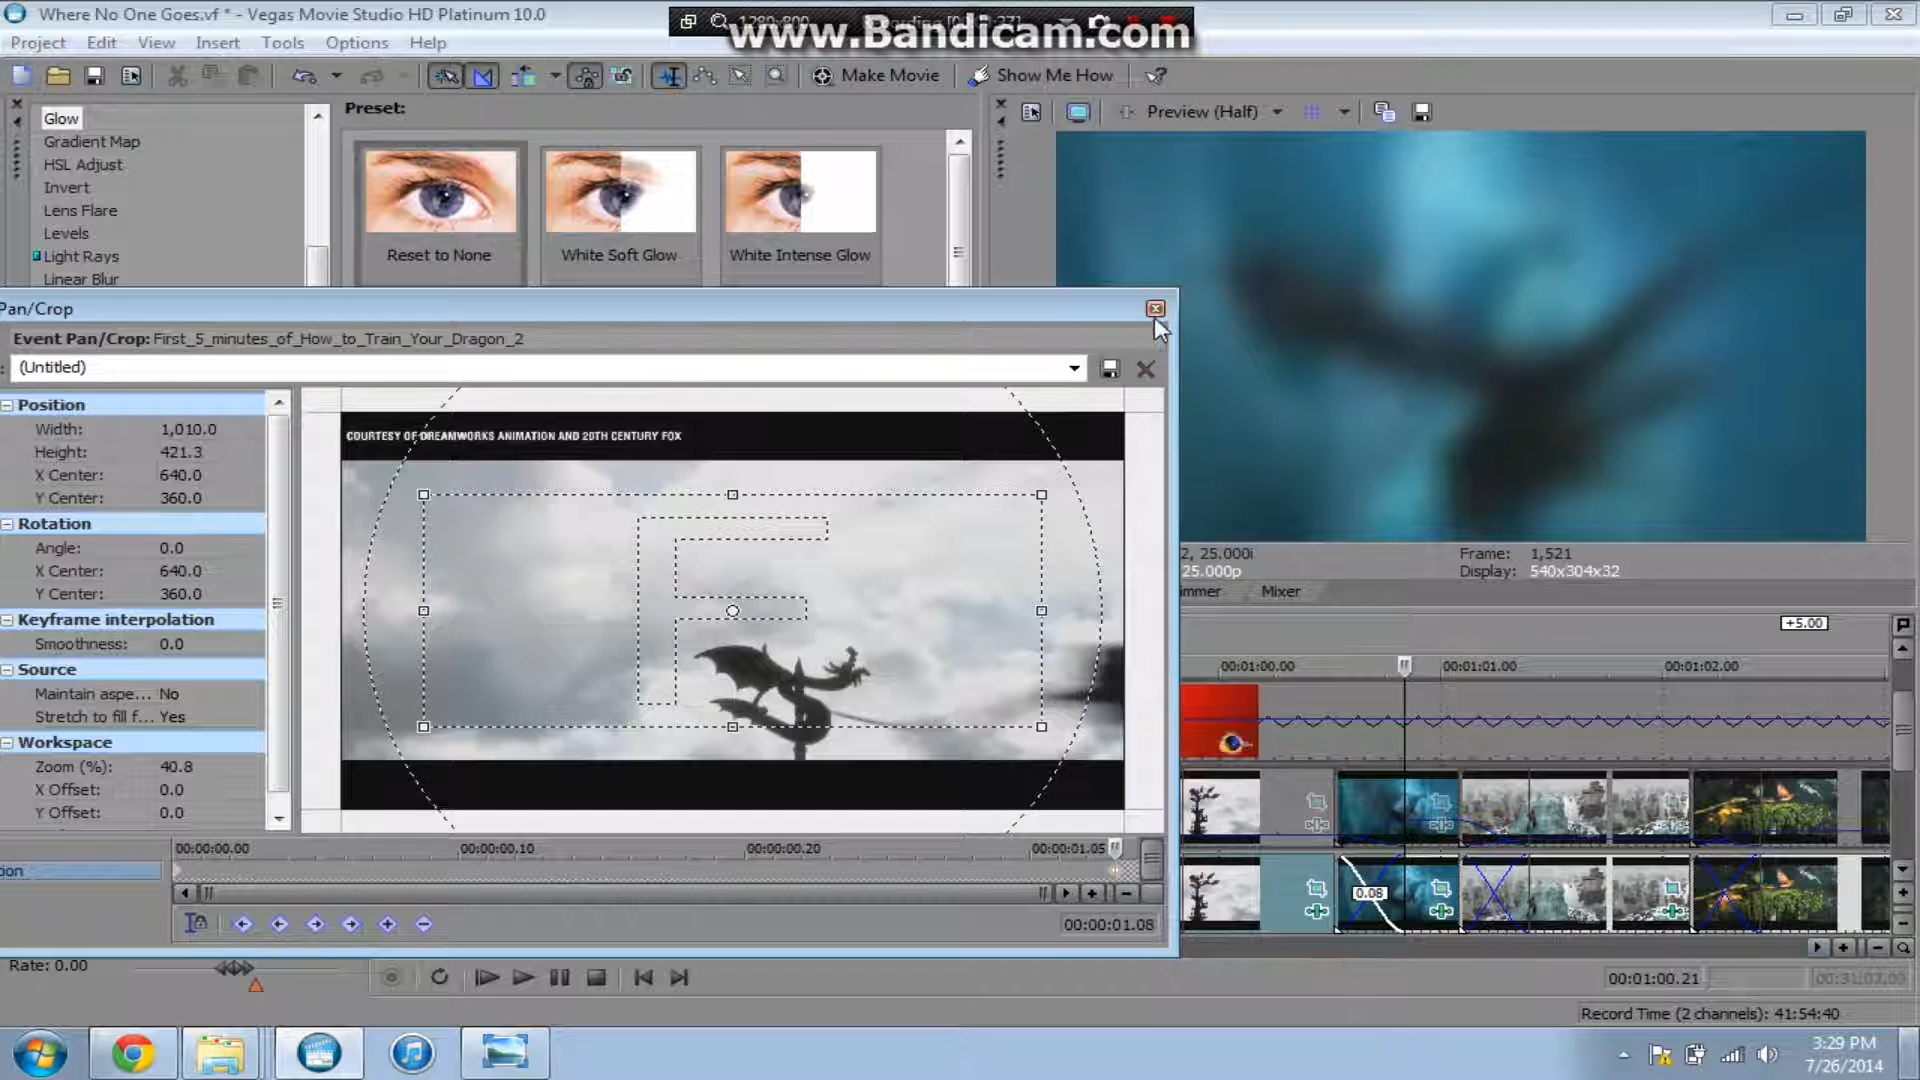 Where No One Goes.vf * - Vegas Movie Studio HD Platinum 10.0
www.Bandicam.com
Project Edit View Insert Tools Options Help
Make Movie
Show Me How
Glow
Gradient Map
HSL Adjust
Invert
Lens Flare
Levels
Light Rays
Linear Blur
Preset:
Reset to None
White Soft Glow
White Intense Glow
Preview (Half)
Pan/Crop
Event Pan/Crop: First_5_minutes_of_How_to_Train_Your_Dragon_2
(Untitled)
Position
Width: 1,010.0
Height: 421.3
X Center: 640.0
Y Center: 360.0
Rotation
Angle: 0.0
X Center: 640.0
Y Center: 360.0
Keyframe interpolation
Smoothness: 0.0
Source
Maintain aspe... No
Stretch to fill f... Yes
Workspace
Zoom (%): 40.8
X Offset: 0.0
Y Offset: 0.0
COURTESY OF DREAMWORKS ANIMATION AND 20TH CENTURY FOX
00:00:00.00
00:00:00.10
00:00:00.20
00:00:01.05
00:00:01.08
2, 25.000i
25.000p
Frame: 1,521
Display: 540x304x32
immer
Mixer
+5.00
00:01:00.00
00:01:01.00
00:01:02.00
0.08
Rate: 0.00
00:01:00.21
Record Time (2 channels): 41:54:40
3:29 PM
7/26/2014